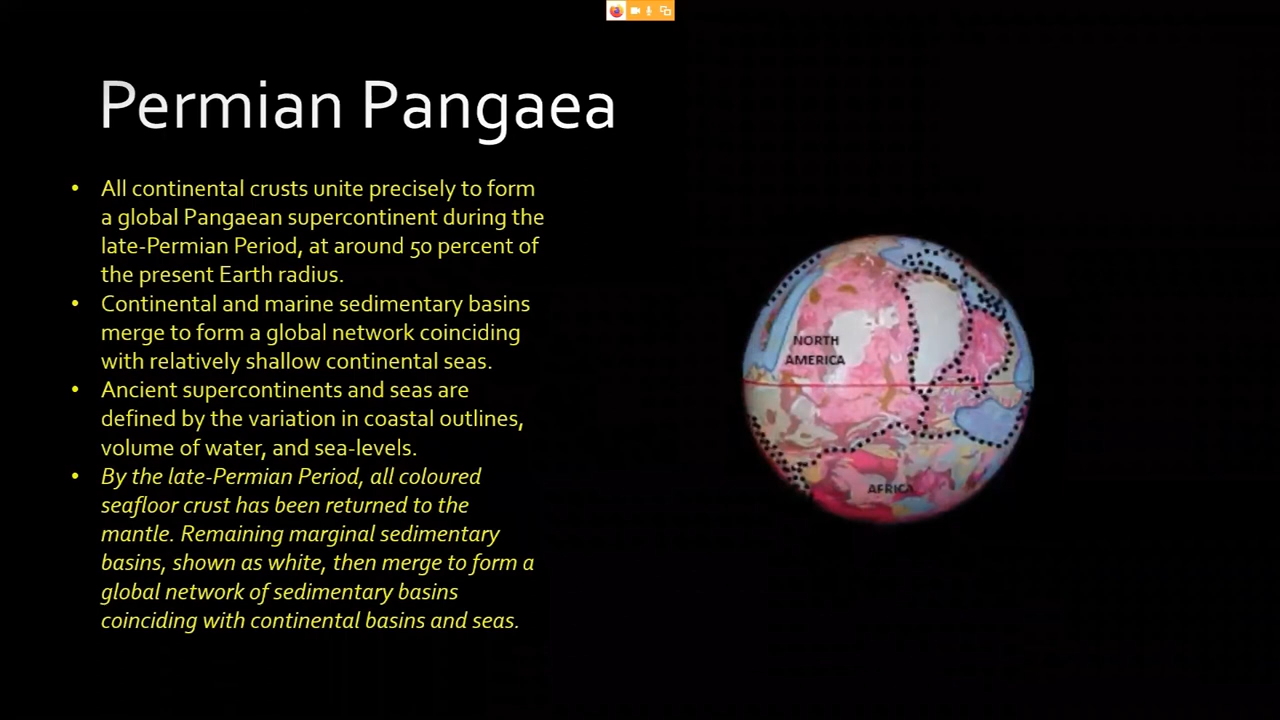 Permian Pangaea
• All continental crusts unite precisely to form
a global Pangaean supercontinent during the
late-Permian Period, at around 50 percent of
the present Earth radius.
• Continental and marine sedimentary basins
merge to form a global network coinciding
with relatively shallow continental seas.
• Ancient supercontinents and seas are
defined by the variation in coastal outlines,
volume of water, and sea-levels.
• By the late-Permian Period, all coloured
seafloor crust has been returned to the
mantle. Remaining marginal sedimentary
basins, shown as white, then merge to form a
global network of sedimentary basins
coinciding with continental basins and seas.
NORTH
AMERICA
AFRICA